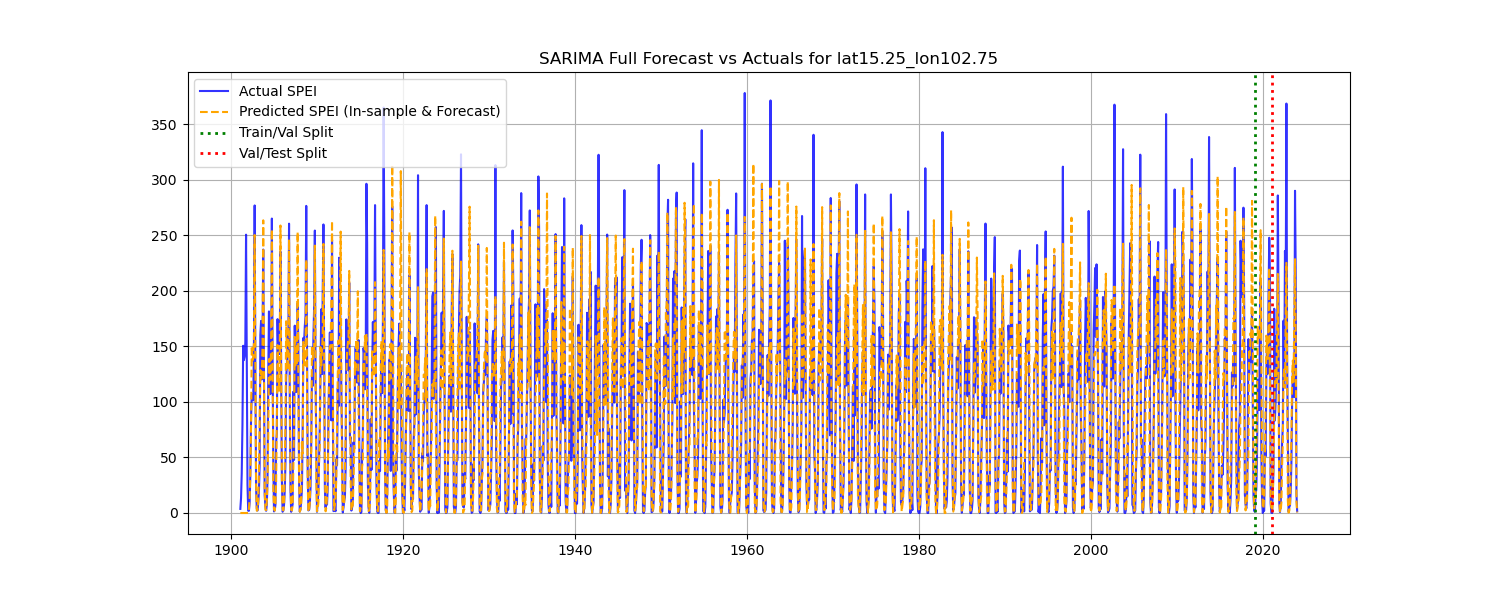 SARIMA Full Forecast vs Actuals for lat15.25_lon102.75
Actual SPEI
Predicted SPEI (In-sample & Forecast)
Train/Val Split
Val/Test Split
350
300
250
200
150
100
50
0
1900 1920 1940 1960 1980 2000 2020